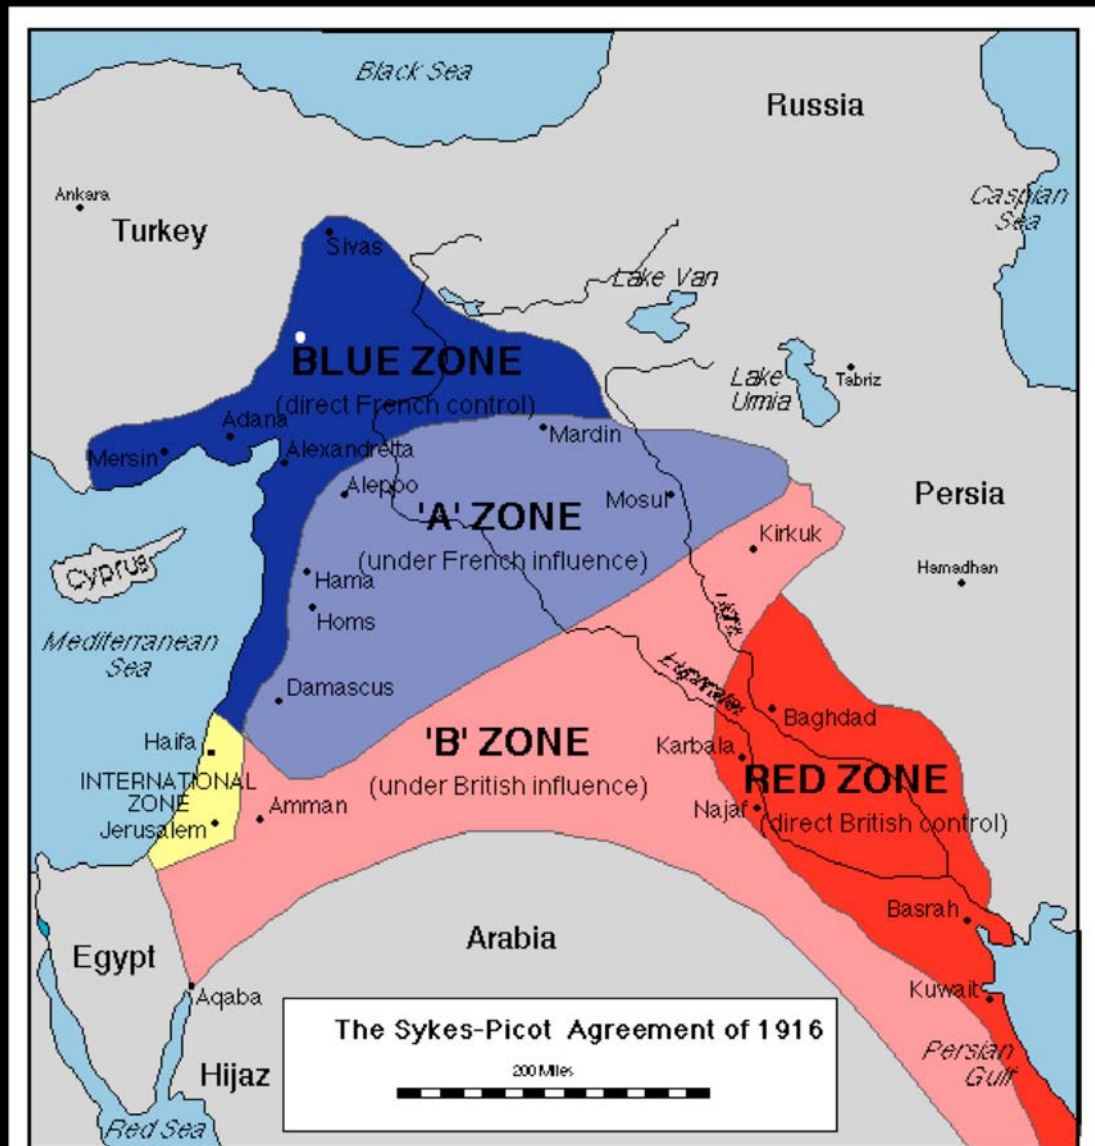 Black Sea
Russia
Ankara
Caspian
Sea
Turkey
Sivas
Lake Van
BLUE ZONE
(direct French control)
Lake
Urmia
Tabriz
Adana
Mardin
Mersin
Alexandretta
Aleppo
Mosul
'A' ZONE
(under French influence)
Persia
Kirkuk
Cyprus
Hama
Hamadhan
Homs
Mediterranean
Sea
Euphrates
Damascus
Baghdad
Haifa
'B' ZONE
(under British influence)
Karbala
INTERNATIONAL
ZONE
RED ZONE
(direct British control)
Amman
Najaf
Jerusalem
Basrah
Egypt
Arabia
Aqaba
Kuwait
The Sykes-Picot Agreement of 1916
200 Miles
Persian
Gulf
Hijaz
Red Sea